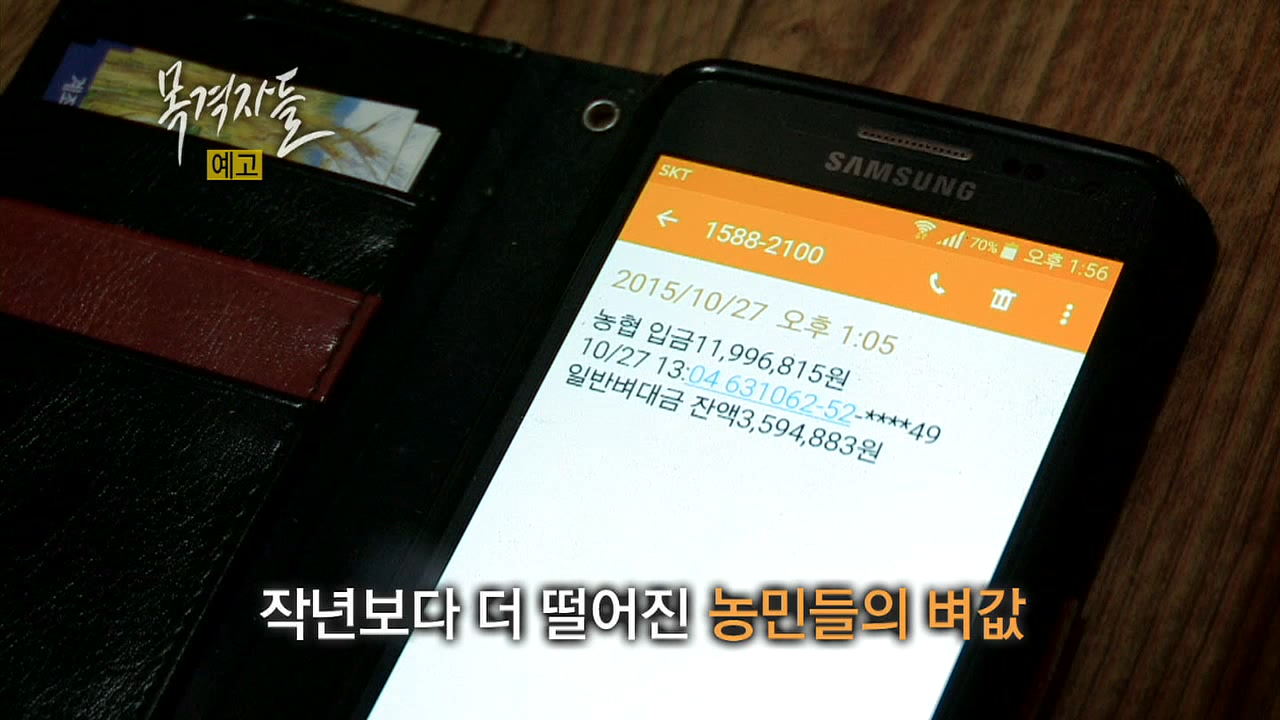 목격자들
예고
SAMSUNG
SKT 70% 오후 1:56
1588-2100
2015/10/27 오후 1:05
농협 입금11,996,815원
10/27 13:04 631062-52-****49
일반벼대금 잔액3,594,883원
작년보다 더 떨어진 농민들의 벼값